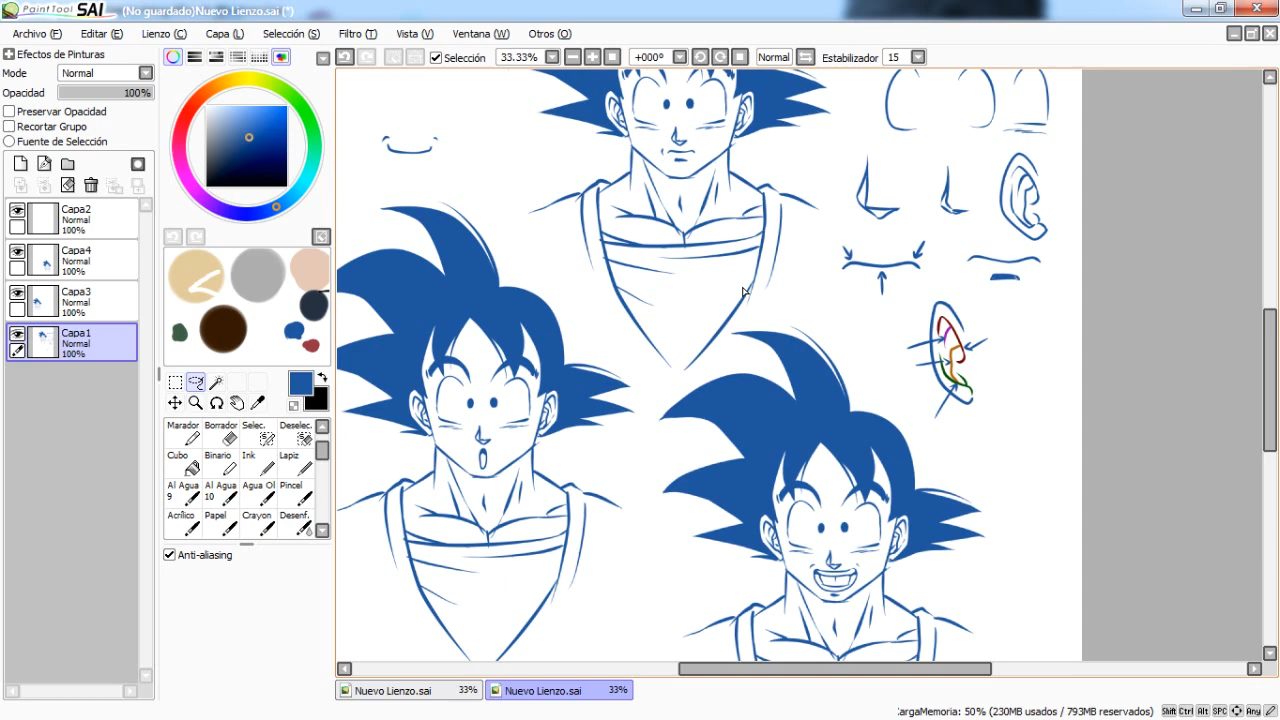 PaintTool SAI (No guardado)Nuevo Lienzo.sai (*)
Archivo (F) Editar (E) Lienzo (C) Capa (L) Selección (S) Filtro (T) Vista (V) Ventana (W) Otros (O)
Efectos de Pinturas
Modo Normal
Opacidad 100%
Preservar Opacidad
Recortar Grupo
Fuente de Selección
Selección 33.33% +000º Normal Estabilizador 15
Capa2
Normal
100%
Capa4
Normal
100%
Capa3
Normal
100%
Capa1
Normal
100%
Marador Borrador Selec. Deselec.
Cubo Binario Ink Lapiz
Al Agua 9 Al Agua 10 Agua Ol Pincel
Acrílico Papel Crayon Desenf.
Anti-aliasing
Nuevo Lienzo.sai 33% Nuevo Lienzo.sai 33%
argaMemoria: 50% (230MB usados / 793MB reservados) Shift Ctrl Alt SPC Any